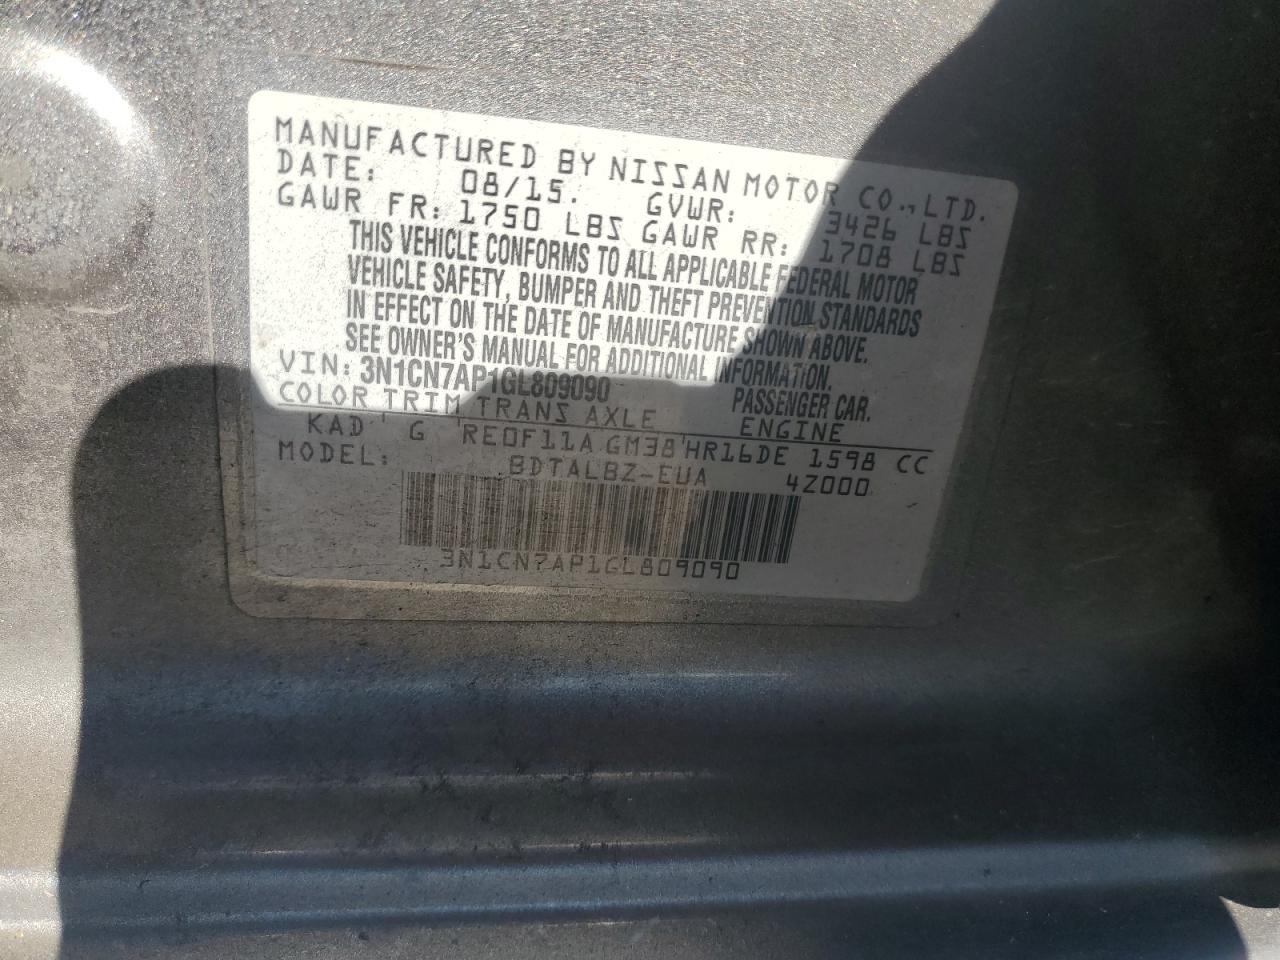 MANUFACTURED BY NISSAN MOTOR CO., LTD.
DATE: 08/15. GVWR: 3426 LBS
GAWR FR: 1750 LBS GAWR RR: 1708 LBS
THIS VEHICLE CONFORMS TO ALL APPLICABLE FEDERAL MOTOR
VEHICLE SAFETY, BUMPER AND THEFT PREVENTION STANDARDS
IN EFFECT ON THE DATE OF MANUFACTURE SHOWN ABOVE.
SEE OWNER'S MANUAL FOR ADDITIONAL INFORMATION.
VIN: 3N1CN7AP1GL809090 PASSENGER CAR.
COLOR TRIM TRANS AXLE ENGINE
KAD G RE0F11A GM38 HR16DE 1598 CC
MODEL: BDTALBZ-EUA 4Z000
3N1CN7AP1GL809090